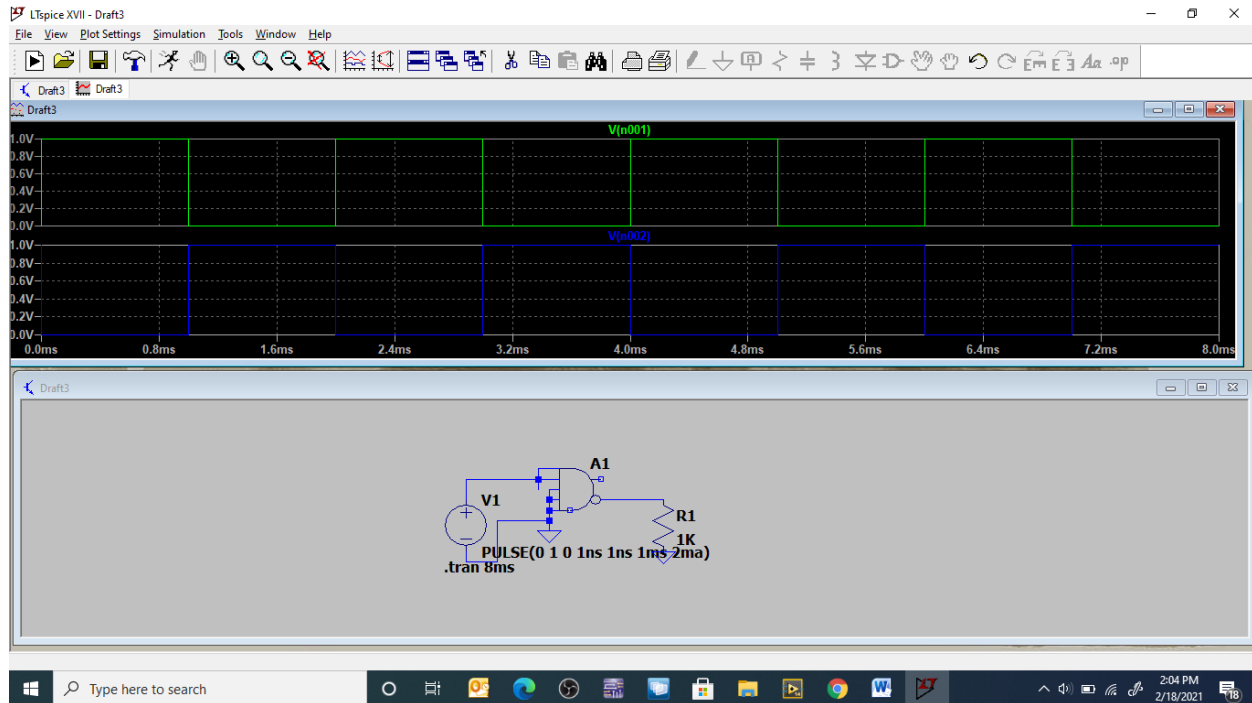 LTspice XVII - Draft3
File View Plot Settings Simulation Tools Window Help
Draft3 Draft3
Draft3
V(n001)
1.0V
0.8V
0.6V
0.4V
0.2V
0.0V
V(n002)
1.0V
0.8V
0.6V
0.4V
0.2V
0.0V
0.0ms 0.8ms 1.6ms 2.4ms 3.2ms 4.0ms 4.8ms 5.6ms 6.4ms 7.2ms 8.0ms
Draft3
A1
V1
R1
1K
PULSE(0 1 0 1ns 1ns 1ms 2ma)
.tran 8ms
Type here to search
2:04 PM
2/18/2021
18